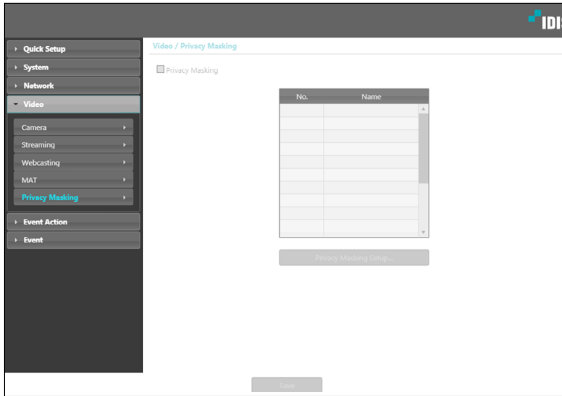 IDIS
Quick Setup
System
Network
Video
Camera
Streaming
Webcasting
MAT
Privacy Masking
Event Action
Event
Video / Privacy Masking
Privacy Masking
No. Name
Privacy Masking Setup...
Save